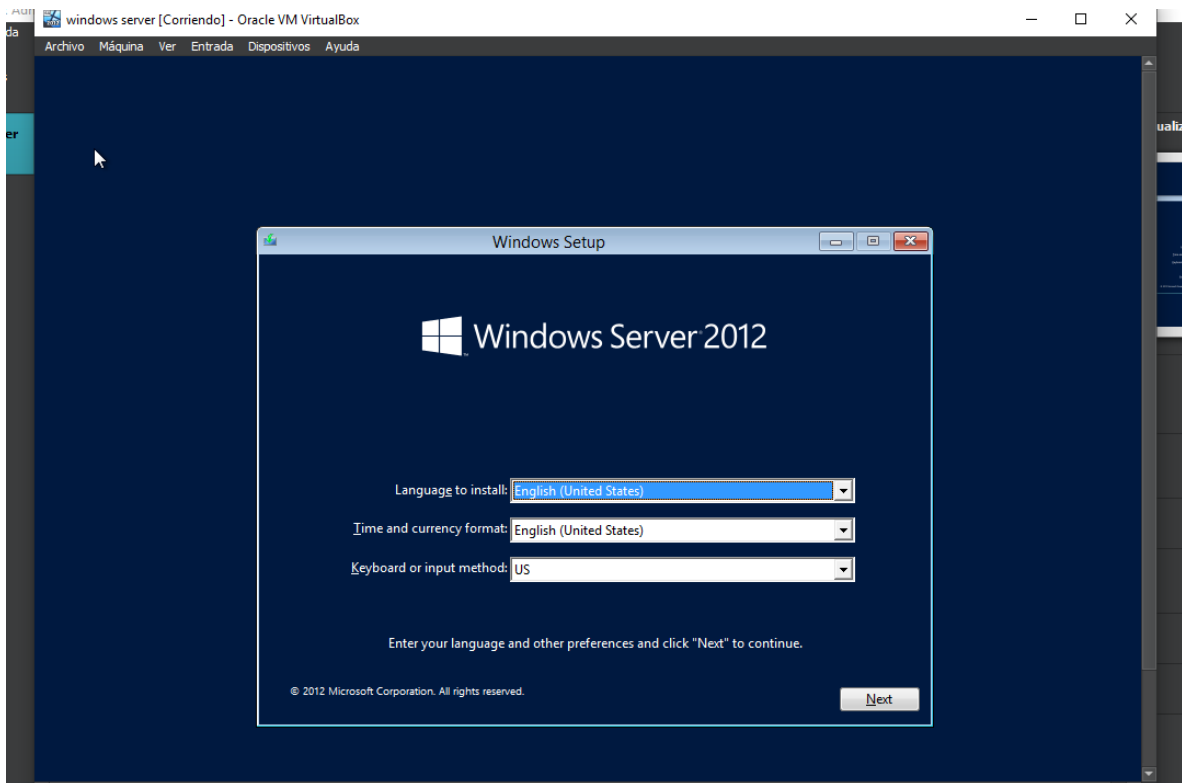 da
windows server [Corriendo] - Oracle VM VirtualBox
Archivo Máquina Ver Entrada Dispositivos Ayuda
er
Windows Setup
Windows Server 2012
Language to install: English (United States)
Time and currency format: English (United States)
Keyboard or input method: US
Enter your language and other preferences and click "Next" to continue.
© 2012 Microsoft Corporation. All rights reserved.
Next